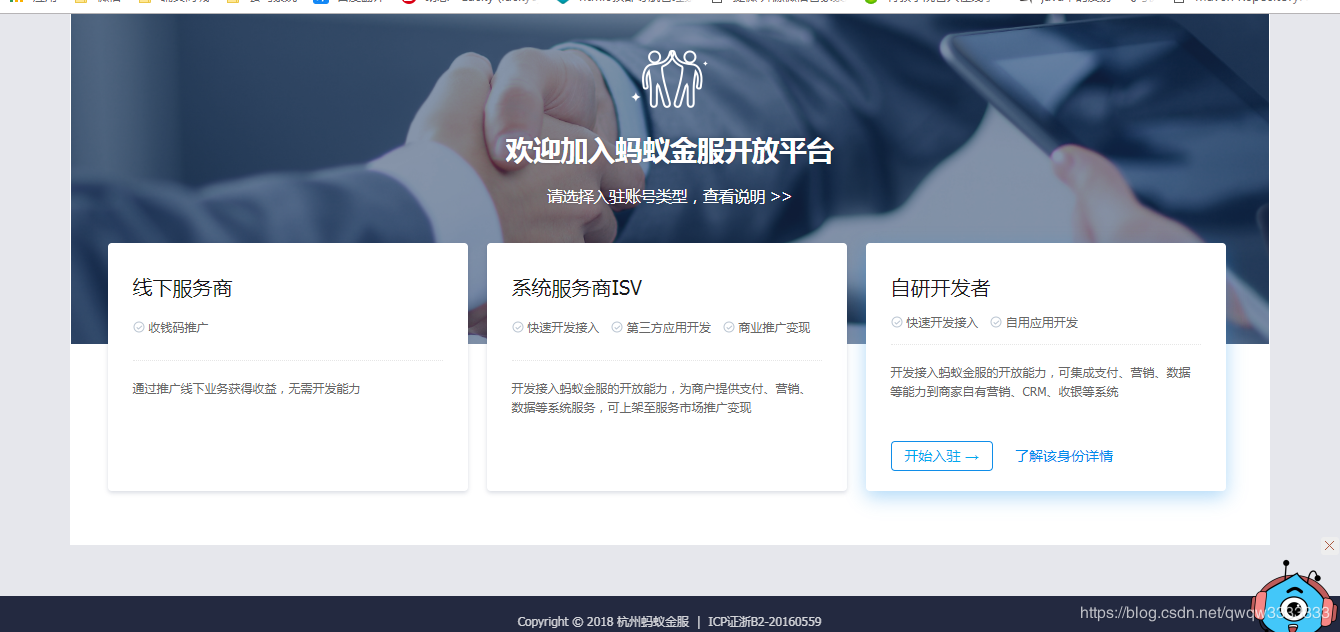 欢迎加入蚂蚁金服开放平台
请选择入驻账号类型，查看说明 >>
线下服务商
收钱码推广
通过推广线下业务获得收益，无需开发能力
系统服务商ISV
快速开发接入 第三方应用开发 商业推广变现
开发接入蚂蚁金服的开放能力，为商户提供支付、营销、
数据等系统服务，可上架至服务市场推广变现
自研开发者
快速开发接入 自用应用开发
开发接入蚂蚁金服的开放能力，可集成支付、营销、数据
等能力到商家自有营销、CRM、收银等系统
开始入驻 →
了解该身份详情
https://blog.csdn.net/qwqw3333333
Copyright © 2018 杭州蚂蚁金服 | ICP证浙B2-20160559